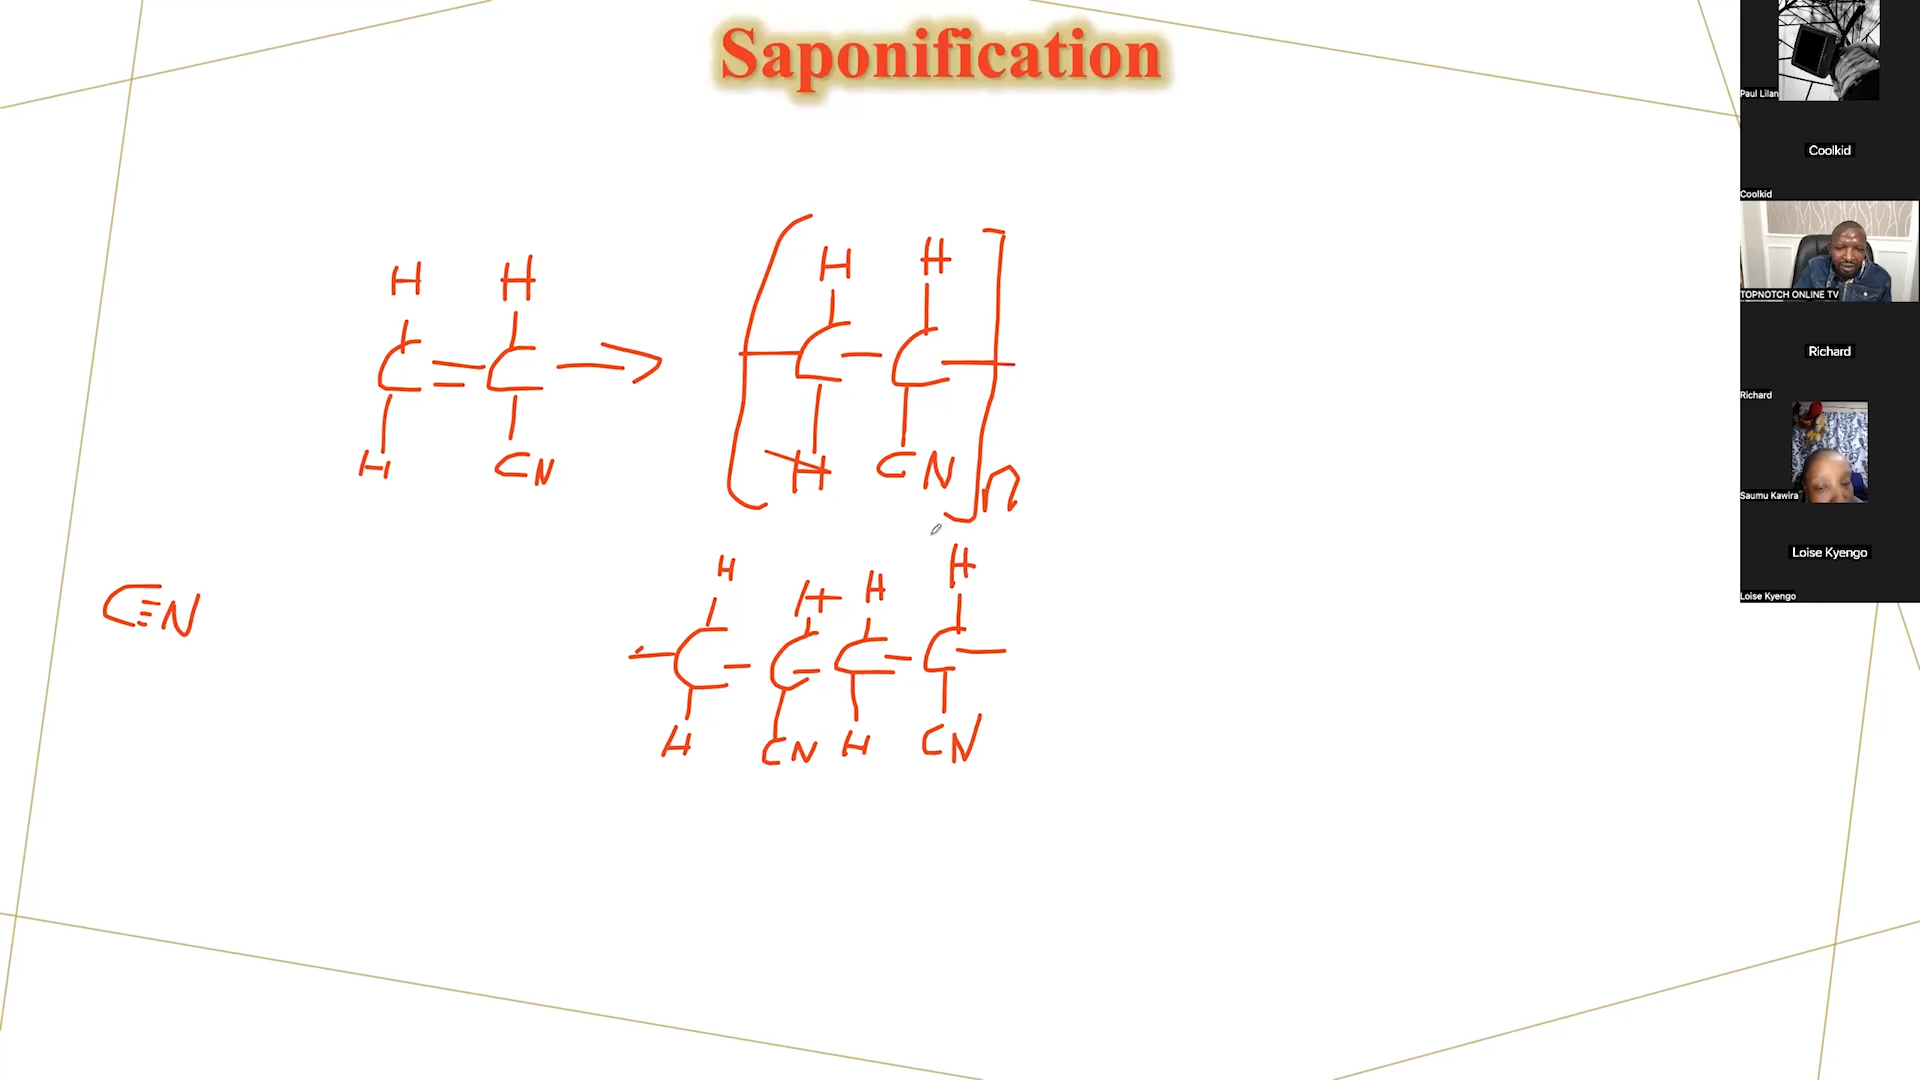 Saponification
H H
C = C →
H CN
H H
- C - C -
H CN
n
C≡N
H H H H
- C - C - C - C -
H CN H CN
Paul Lilan
Coolkid
Coolkid
TOPNOTCH ONLINE TV
Richard
Richard
Saumu Kawira
Loise Kyengo
Loise Kyengo